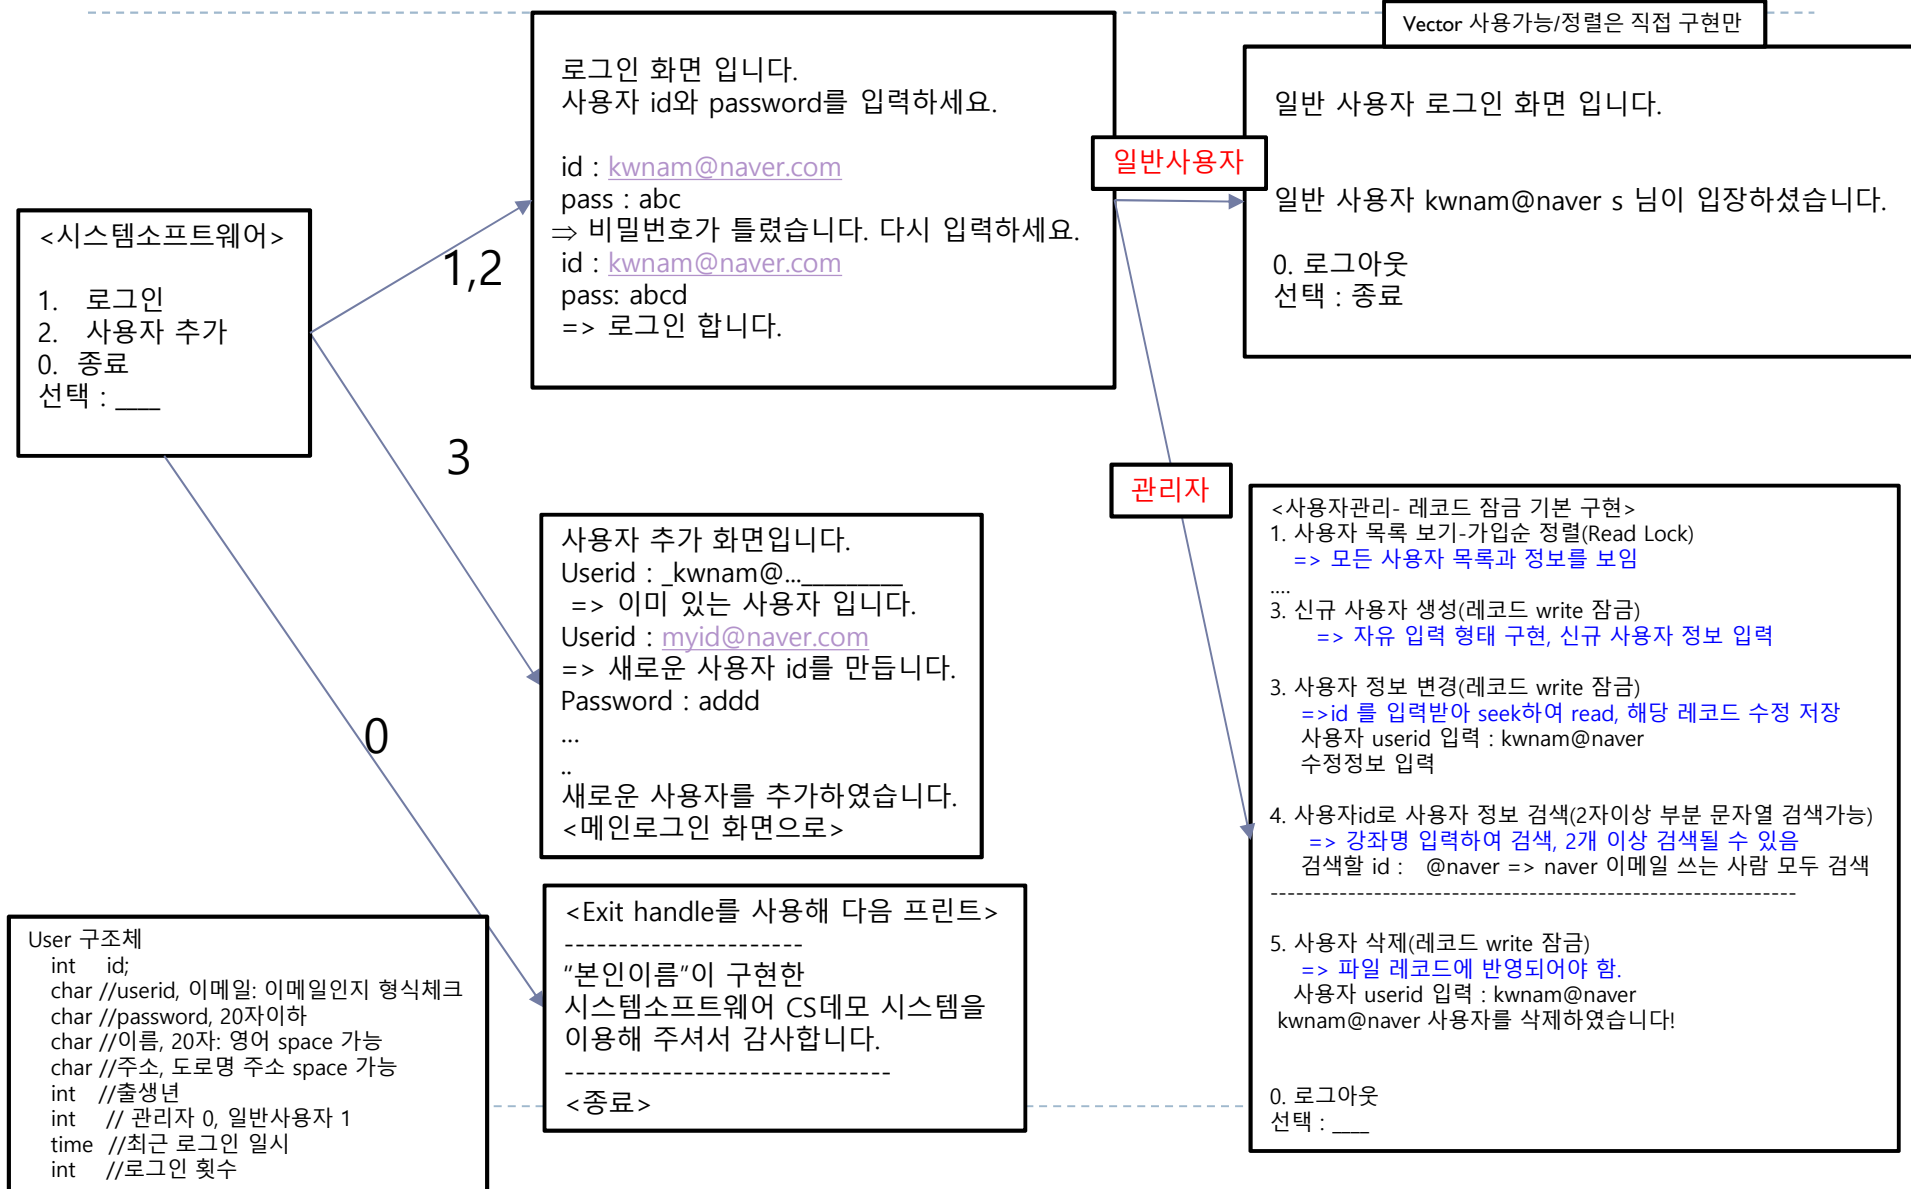 Vector 사용가능/정렬은 직접 구현만
<시스템소프트웨어>
1. 로그인
2. 사용자 추가
0. 종료
선택 : ____
1,2
3
0
로그인 화면 입니다.
사용자 id와 password를 입력하세요.
id : kwnam@naver.com
pass : abc
⇒ 비밀번호가 틀렸습니다. 다시 입력하세요.
id : kwnam@naver.com
pass: abcd
=> 로그인 합니다.
일반사용자
일반 사용자 로그인 화면 입니다.
일반 사용자 kwnam@naver s 님이 입장하셨습니다.
0. 로그아웃
선택 : 종료
관리자
사용자 추가 화면입니다.
Userid : _kwnam@..._________
=> 이미 있는 사용자 입니다.
Userid : myid@naver.com
=> 새로운 사용자 id를 만듭니다.
Password : addd
...
..
새로운 사용자를 추가하였습니다.
<메인로그인 화면으로>
<사용자관리- 레코드 잠금 기본 구현>
1. 사용자 목록 보기-가입순 정렬(Read Lock)
=> 모든 사용자 목록과 정보를 보임
....
3. 신규 사용자 생성(레코드 write 잠금)
=> 자유 입력 형태 구현, 신규 사용자 정보 입력
3. 사용자 정보 변경(레코드 write 잠금)
=>id 를 입력받아 seek하여 read, 해당 레코드 수정 저장
사용자 userid 입력 : kwnam@naver
수정정보 입력
4. 사용자id로 사용자 정보 검색(2자이상 부분 문자열 검색가능)
=> 강좌명 입력하여 검색, 2개 이상 검색될 수 있음
검색할 id : @naver => naver 이메일 쓰는 사람 모두 검색
--------------------------------------------------------------
5. 사용자 삭제(레코드 write 잠금)
=> 파일 레코드에 반영되어야 함.
사용자 userid 입력 : kwnam@naver
kwnam@naver 사용자를 삭제하였습니다!
0. 로그아웃
선택 : ____
<Exit handle를 사용해 다음 프린트>
----------------------
“본인이름”이 구현한
시스템소프트웨어 CS데모 시스템을
이용해 주셔서 감사합니다.
------------------------------
<종료>
User 구조체
int id;
char //userid, 이메일: 이메일인지 형식체크
char //password, 20자이하
char //이름, 20자: 영어 space 가능
char //주소, 도로명 주소 space 가능
int //출생년
int // 관리자 0, 일반사용자 1
time //최근 로그인 일시
int //로그인 횟수